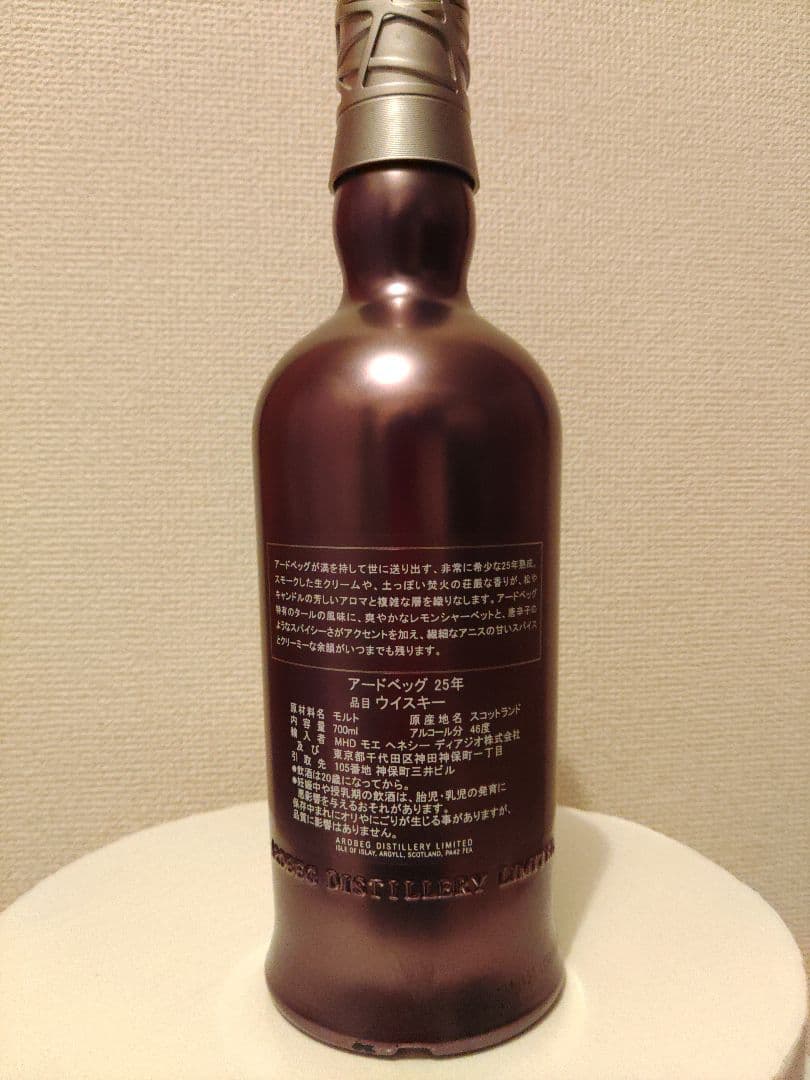 アードベッグが満を持して世に送り出す、非常に希少な25年熟成。
スモークした生クリームや、土っぽい焚火の荘厳な香りが、松や
キャンドルの芳しいアロマと複雑な層を織りなします。アードベッグ
特有のタールの風味に、爽やかなレモンシャーベットと、唐辛子の
ようなスパイシーさがアクセントを加え、繊細なアニスの甘いスパイス
とクリーミーな余韻がいつまでも残ります。
アードベッグ 25年
品目 ウイスキー
原材料名 モルト 原産地名 スコットランド
内容量 700ml アルコール分 46度
輸入者 MHD モエ ヘネシー ディアジオ株式会社
及び 東京都千代田区神田神保町一丁目
引取先 105番地 神保町三井ビル
●飲酒は20歳になってから。
●妊娠中や授乳期の飲酒は、胎児・乳児の発育に
悪影響を与えるおそれがあります。
保存中まれにオリやにごりが生じる事がありますが、
品質に影響はありません。
ARDBEG DISTILLERY LIMITED
ISLE OF ISLAY, ARGYLL, SCOTLAND, PA42 7EA
ARDBEG DISTILLERY LIMITED